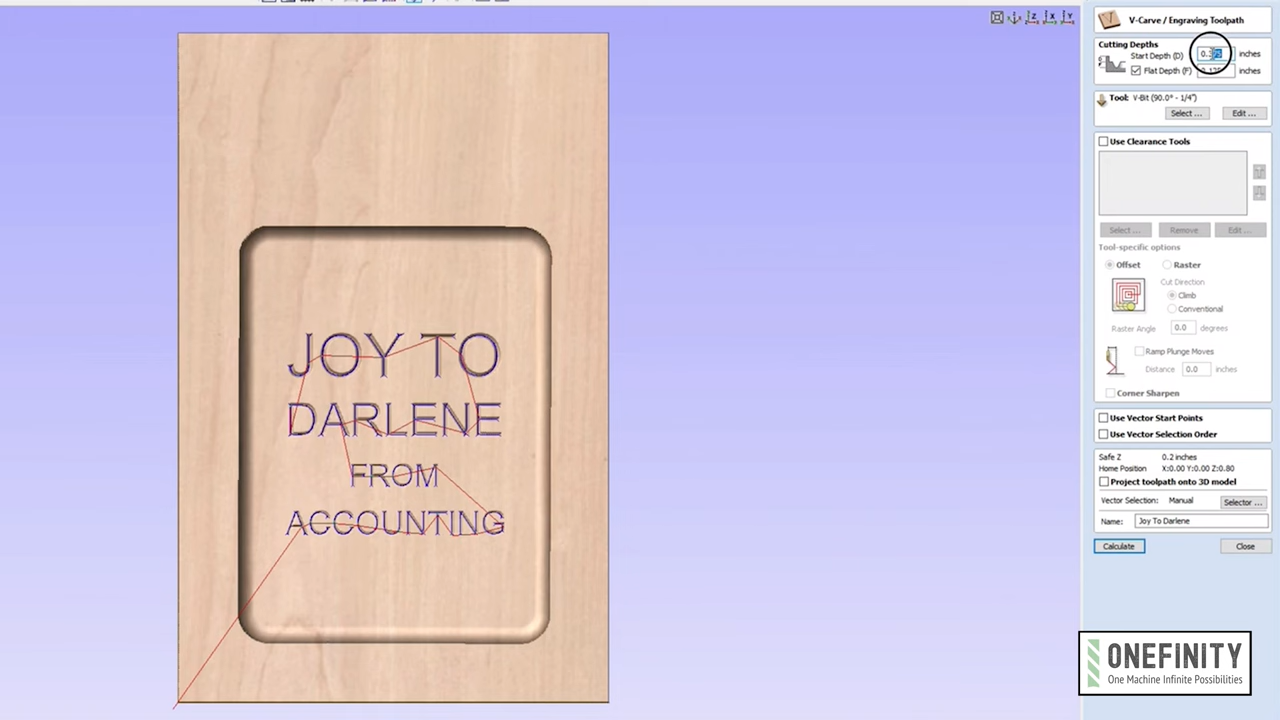 V-Carve / Engraving Toolpath
Cutting Depths
Start Depth (D) inches
Flat Depth (F) inches
Tool: V-Bit (90.0° - 1/4")
Select ... Edit ...
Use Clearance Tools
Select ... Remove Edit ...
Tool-specific options
Offset Raster
Cut Direction
Climb
Conventional
Raster Angle 0.0 degrees
Ramp Plunge Moves
Distance 0.0 inches
Corner Sharpen
Use Vector Start Points
Use Vector Selection Order
Safe Z 0.2 inches
Home Position X:0.00 Y:0.00 Z:0.80
Project toolpath onto 3D model
Vector Selection: Manual Selector ...
Name: Joy To Darlene
Calculate Close
JOY TO
DARLENE
FROM
ACCOUNTING
ONEFINITY
One Machine Infinite Possibilities